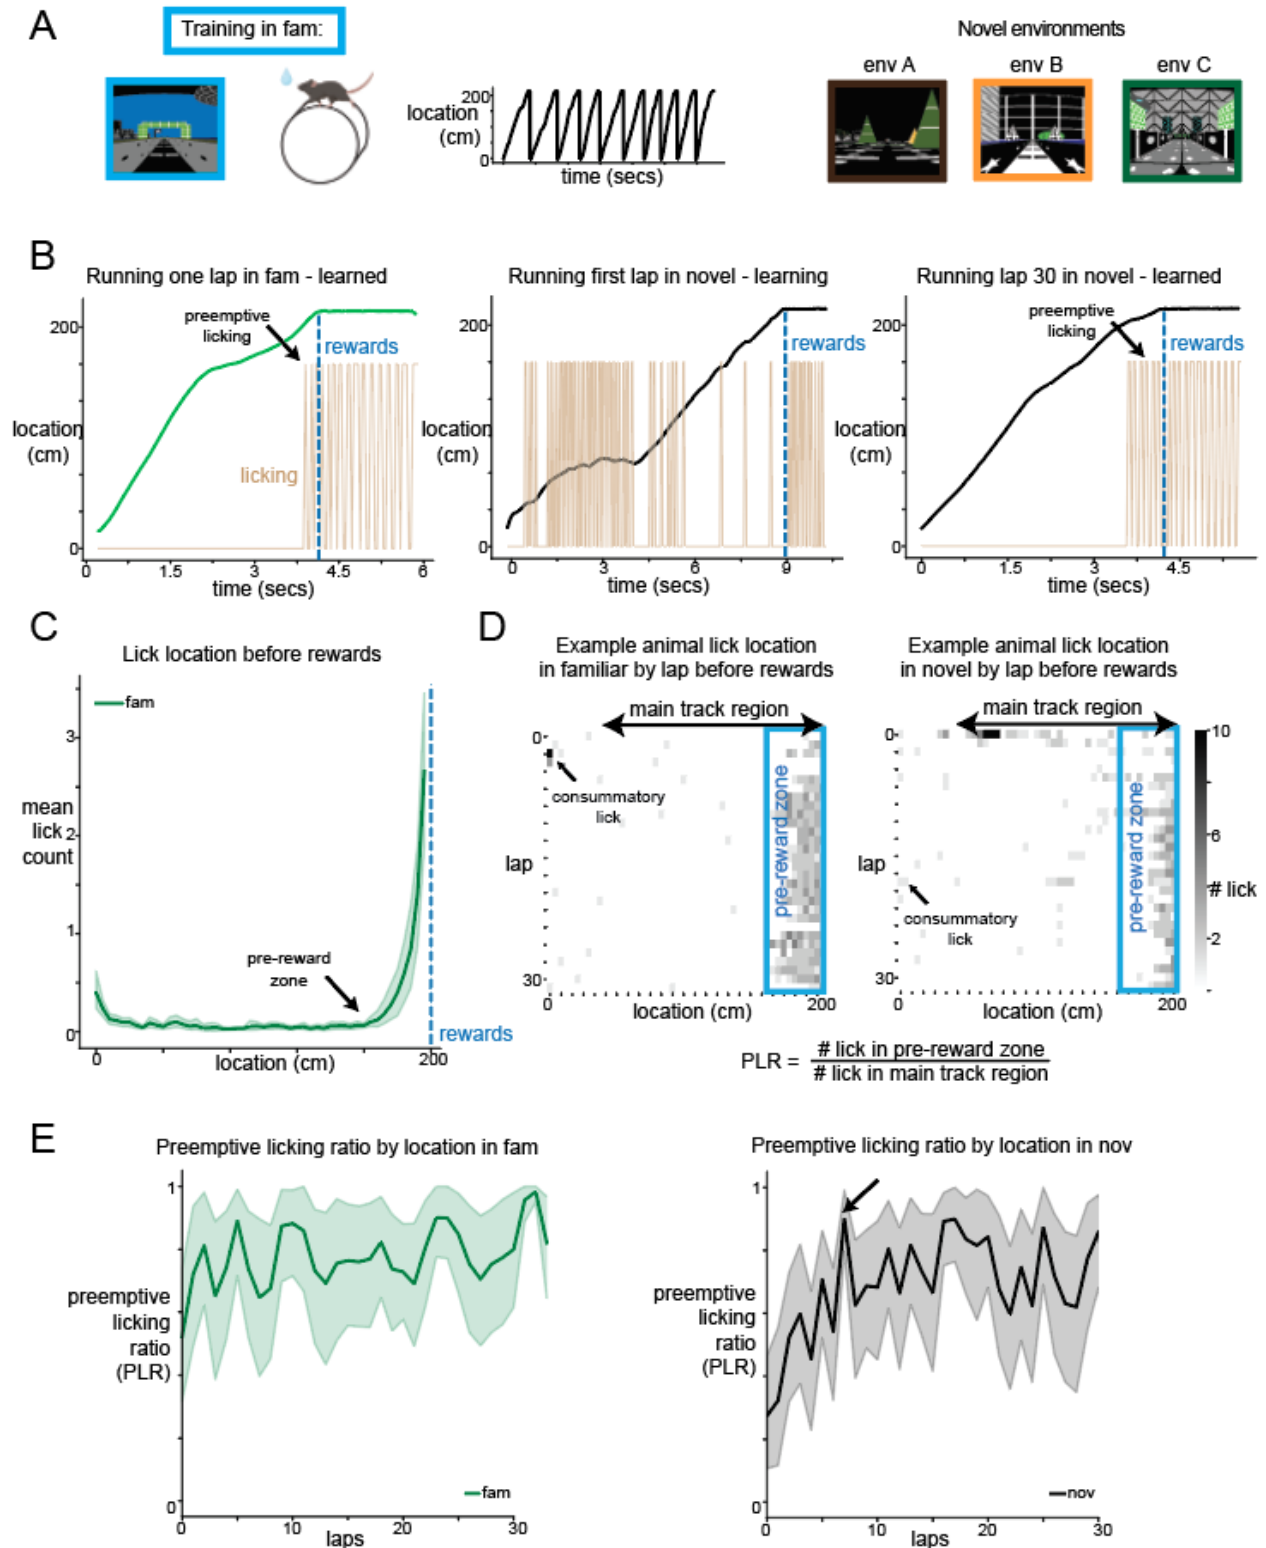 A
Training in fam:
location
(cm)
200
0
time (secs)
Novel environments
env A
env B
env C
B
Running one lap in fam - learned
preemptive
licking
rewards
200
location
(cm)
licking
0
0 1.5 3 4.5 6
time (secs)
Running first lap in novel - learning
200
rewards
location
(cm)
0
0 3 6 9
time (secs)
Running lap 30 in novel - learned
preemptive
licking
200
rewards
location
(cm)
0
0 1.5 3 4.5
time (secs)
C
Lick location before rewards
fam
3
mean
lick
count
2
1
0
pre-reward
zone
rewards
0 200
location (cm)
D
Example animal lick location
in familiar by lap before rewards
main track region
0
consummatory
lick
pre-reward zone
lap
30
0 200
location (cm)
Example animal lick location
in novel by lap before rewards
main track region
0
consummatory
lick
pre-reward zone
lap
30
0 200
location (cm)
10
6
# lick
2
PLR = # lick in pre-reward zone
# lick in main track region
E
Preemptive licking ratio by location in fam
1
preemptive
licking
ratio
(PLR)
0
fam
0 10 20 30
laps
Preemptive licking ratio by location in nov
1
preemptive
licking
ratio
(PLR)
0
nov
0 10 20 30
laps